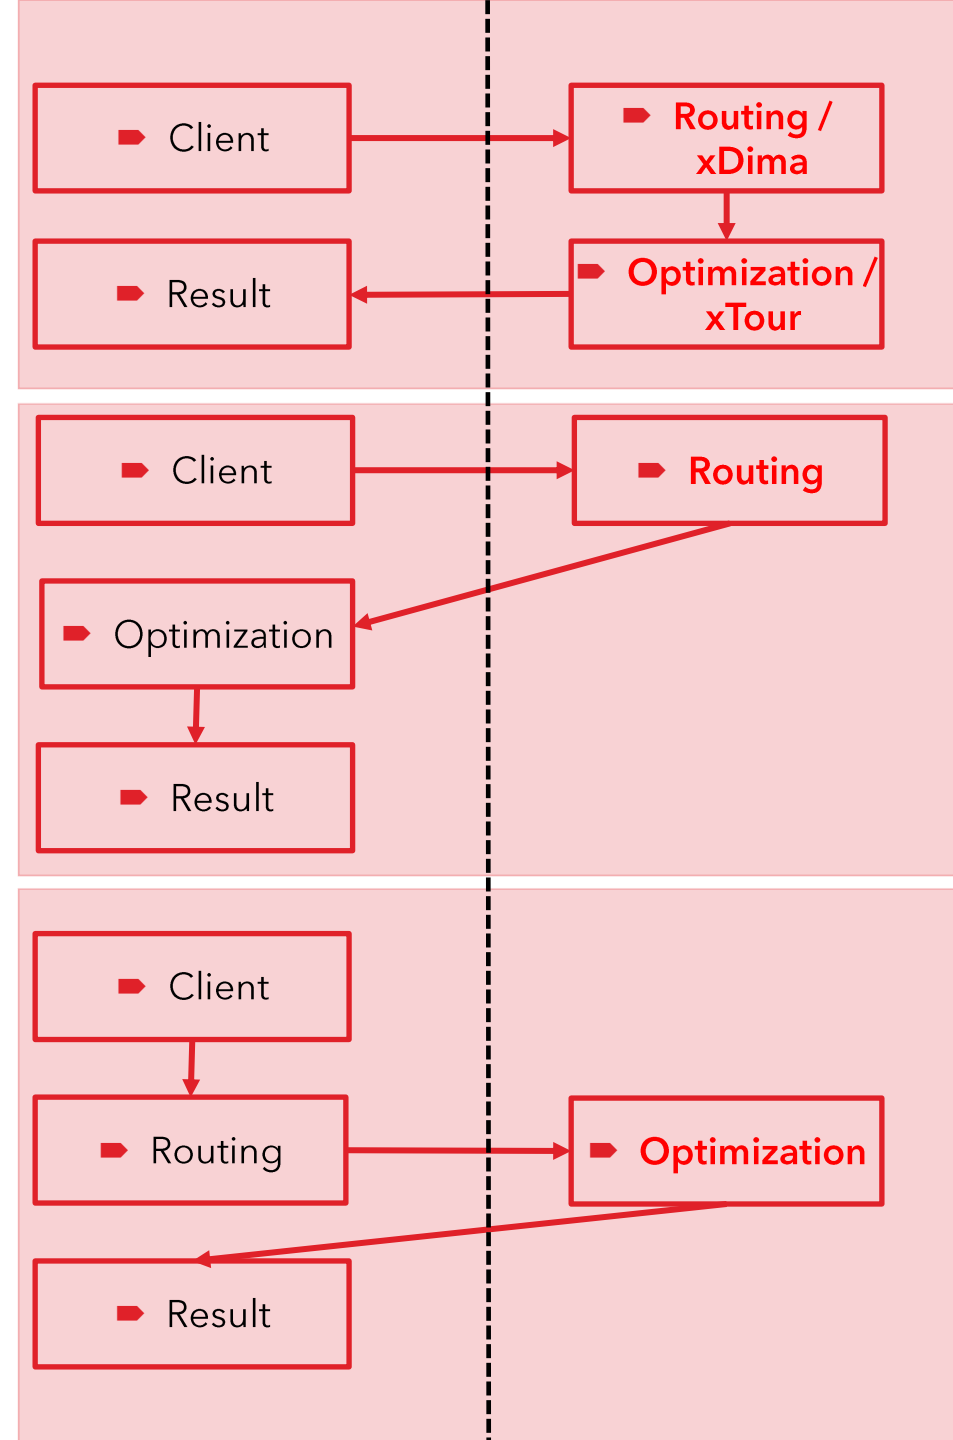 Client
Routing /
xDima
Result
Optimization /
xTour
Client
Routing
Optimization
Result
Client
Routing
Optimization
Result